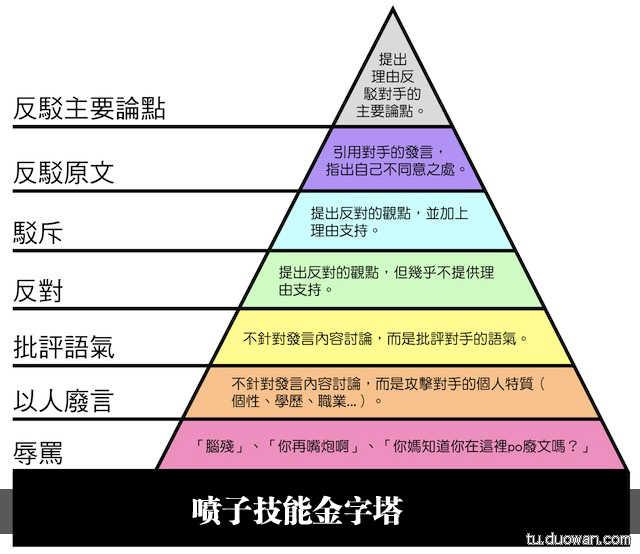 提出
理由反
駁對手的
主要論點。
反駁主要論點
引用對手的發言，
指出自己不同意之處。
反駁原文
提出反對的觀點，並加上
理由支持。
駁斥
提出反對的觀點，但幾乎不提供理
由支持。
反對
不針對發言內容討論，而是批評對手的語氣。
批評語氣
不針對發言內容討論，而是攻擊對手的個人特質（
個性、學歷、職業...）。
以人廢言
「腦殘」、「你再嘴炮啊」、「你媽知道你在這裡po廢文嗎？」
辱罵
喷子技能金字塔
tu.duowan.com